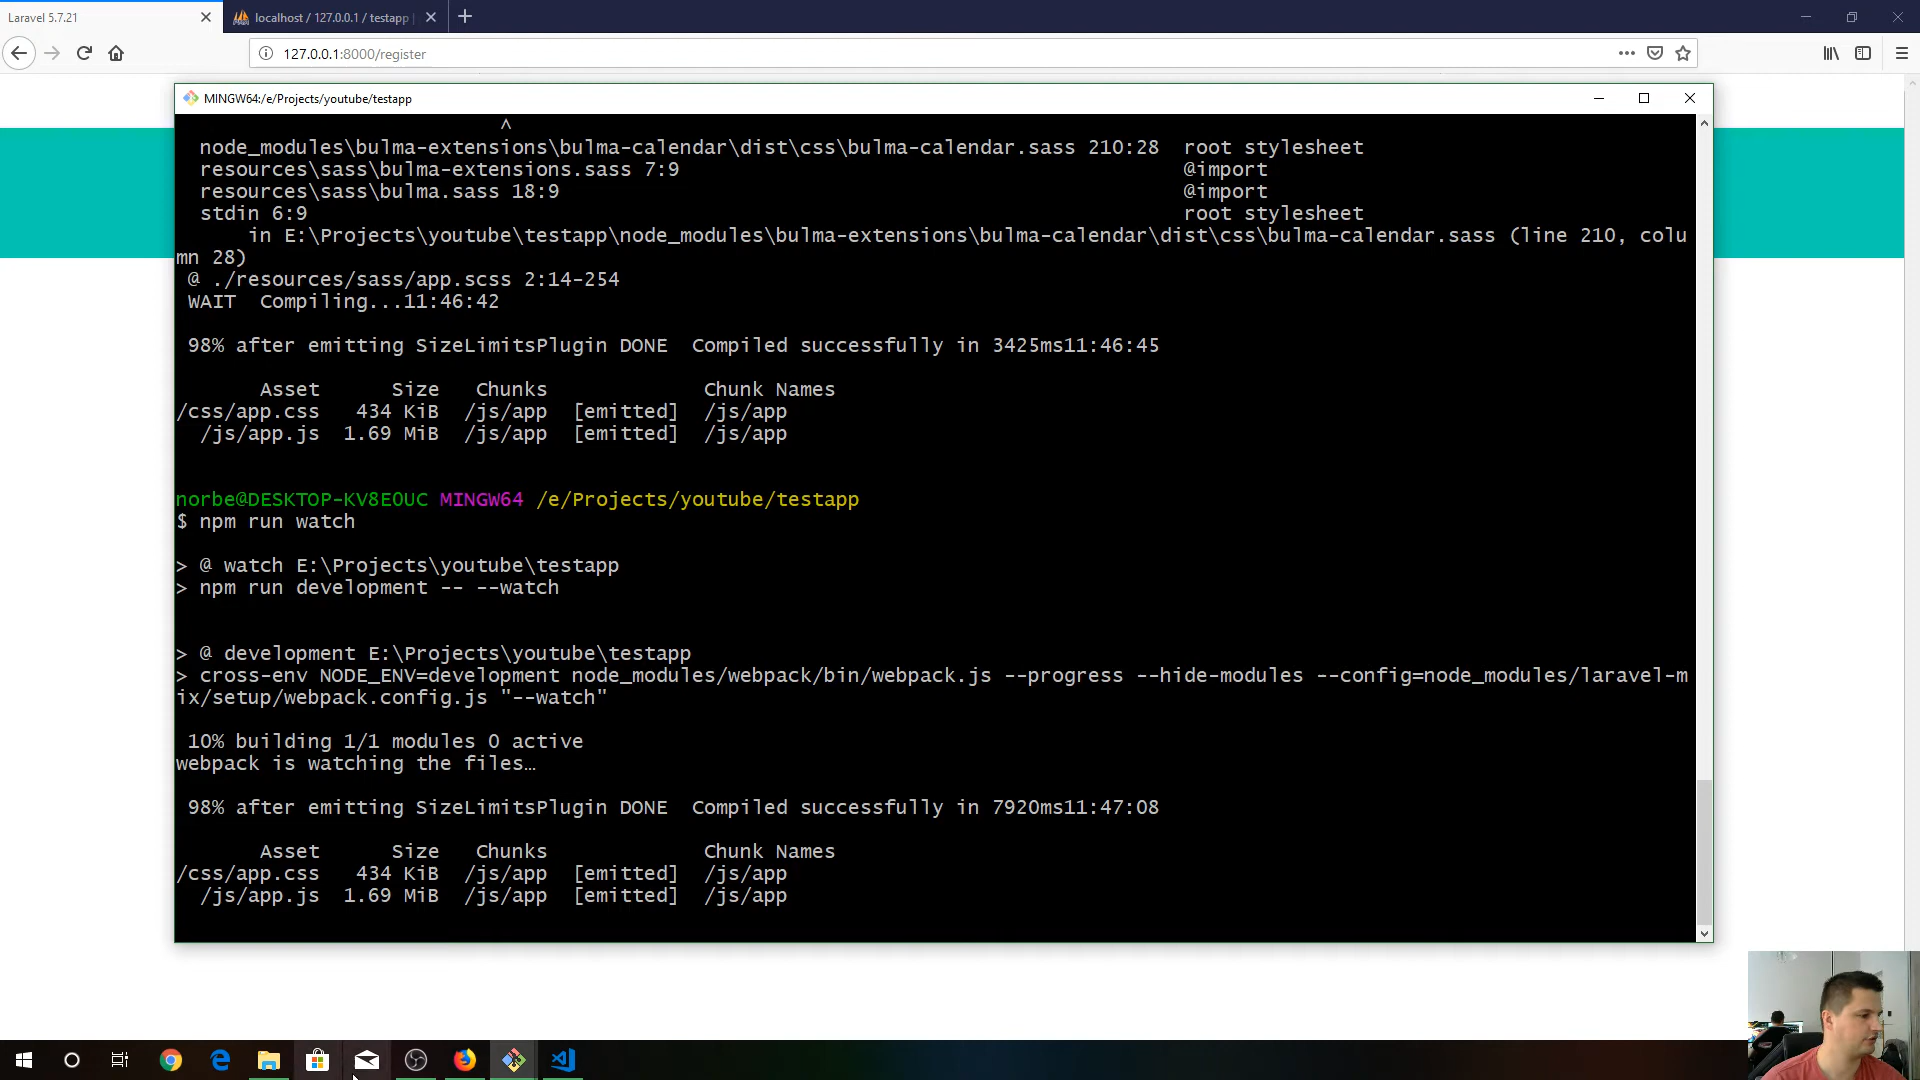 Laravel 5.7.21
localhost / 127.0.0.1 / testapp |
127.0.0.1:8000/register
MINGW64:/e/Projects/youtube/testapp
^
node_modules\bulma-extensions\bulma-calendar\dist\css\bulma-calendar.sass 210:28  root stylesheet
resources\sass\bulma-extensions.sass 7:9  @import
resources\sass\bulma.sass 18:9  @import
stdin 6:9  root stylesheet
in E:\Projects\youtube\testapp\node_modules\bulma-extensions\bulma-calendar\dist\css\bulma-calendar.sass (line 210, colu
mn 28)
@ ./resources/sass/app.scss 2:14-254
WAIT  Compiling...11:46:42
98% after emitting SizeLimitsPlugin DONE  Compiled successfully in 3425ms11:46:45
Asset  Size  Chunks  Chunk Names
/css/app.css  434 KiB  /js/app  [emitted]  /js/app
/js/app.js  1.69 MiB  /js/app  [emitted]  /js/app
norbe@DESKTOP-KV8E0UC MINGW64 /e/Projects/youtube/testapp
$ npm run watch
> @ watch E:\Projects\youtube\testapp
> npm run development -- --watch
> @ development E:\Projects\youtube\testapp
> cross-env NODE_ENV=development node_modules/webpack/bin/webpack.js --progress --hide-modules --config=node_modules/laravel-m
ix/setup/webpack.config.js "--watch"
10% building 1/1 modules 0 active
webpack is watching the files…
98% after emitting SizeLimitsPlugin DONE  Compiled successfully in 7920ms11:47:08
Asset  Size  Chunks  Chunk Names
/css/app.css  434 KiB  /js/app  [emitted]  /js/app
/js/app.js  1.69 MiB  /js/app  [emitted]  /js/app